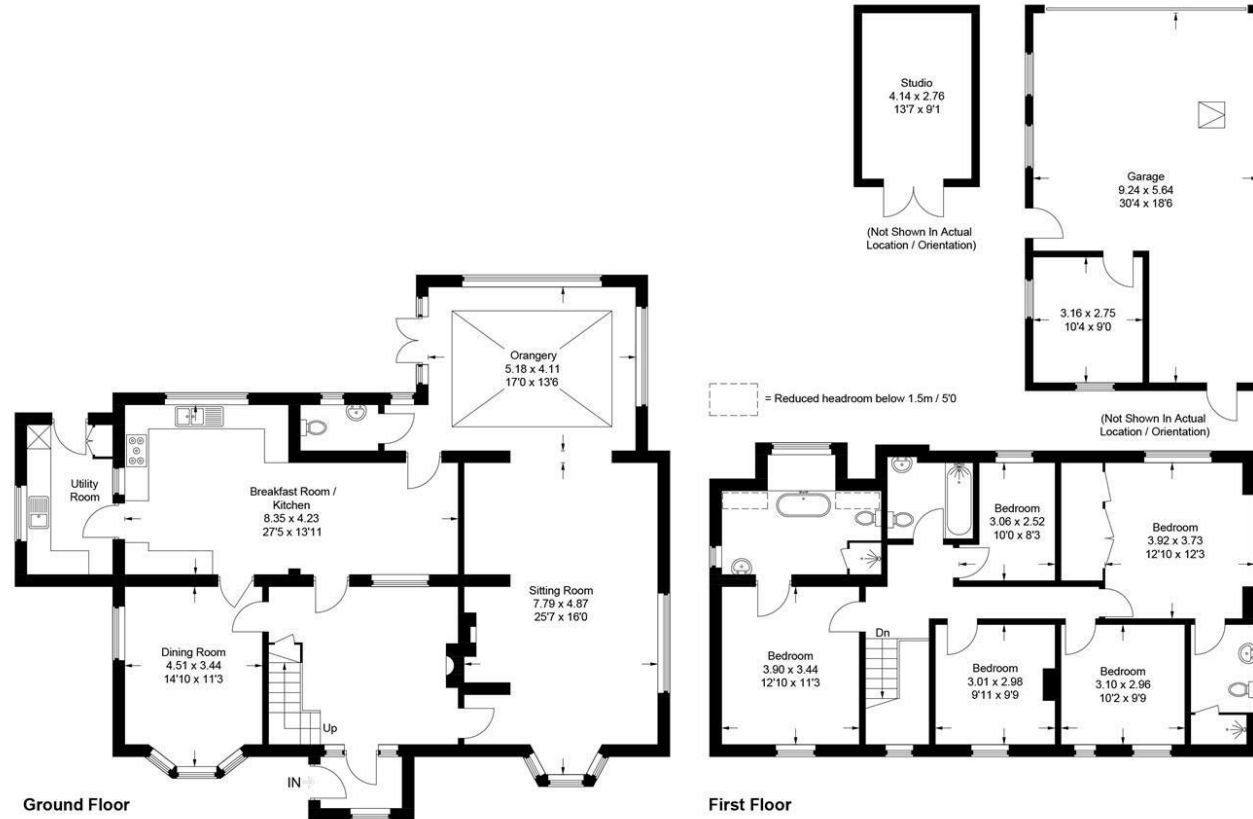 Studio
4.14 x 2.76
13'7 x 9'1
(Not Shown In Actual
Location / Orientation)
Garage
9.24 x 5.64
30'4 x 18'6
3.16 x 2.75
10'4 x 9'0
(Not Shown In Actual
Location / Orientation)
Orangery
5.18 x 4.11
17'0 x 13'6
= Reduced headroom below 1.5m / 5'0
Utility
Room
Breakfast Room /
Kitchen
8.35 x 4.23
27'5 x 13'11
Sitting Room
7.79 x 4.87
25'7 x 16'0
Dining Room
4.51 x 3.44
14'10 x 11'3
Up
IN
Ground Floor
Bedroom
3.06 x 2.52
10'0 x 8'3
Bedroom
3.92 x 3.73
12'10 x 12'3
Dn
Bedroom
3.90 x 3.44
12'10 x 11'3
Bedroom
3.01 x 2.98
9'11 x 9'9
Bedroom
3.10 x 2.96
10'2 x 9'9
First Floor